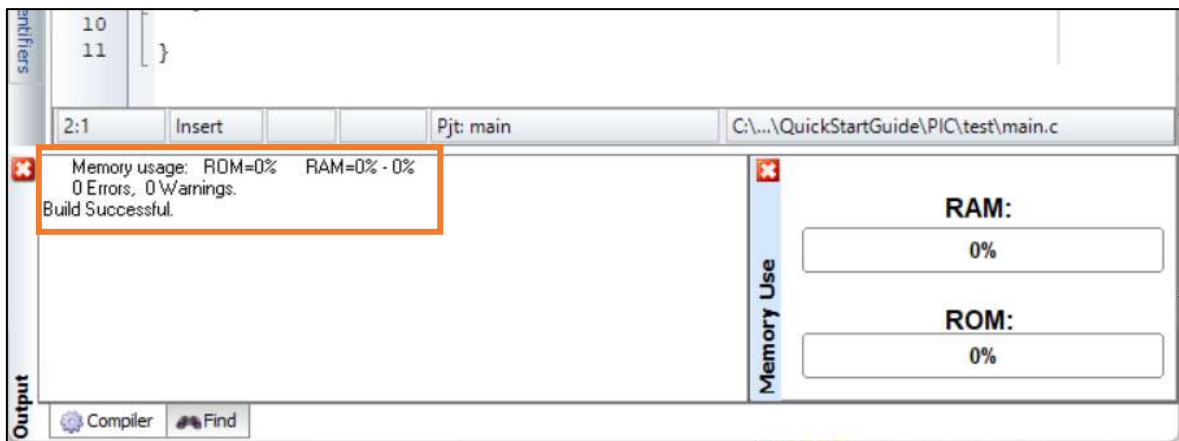 entifiers
10
11 }
2:1 Insert Pjt: main C:\...\QuickStartGuide\PIC\test\main.c
Memory usage: ROM=0% RAM=0% - 0%
0 Errors, 0 Warnings.
Build Successful.
Output
Compiler Find
Memory Use
RAM:
0%
ROM:
0%